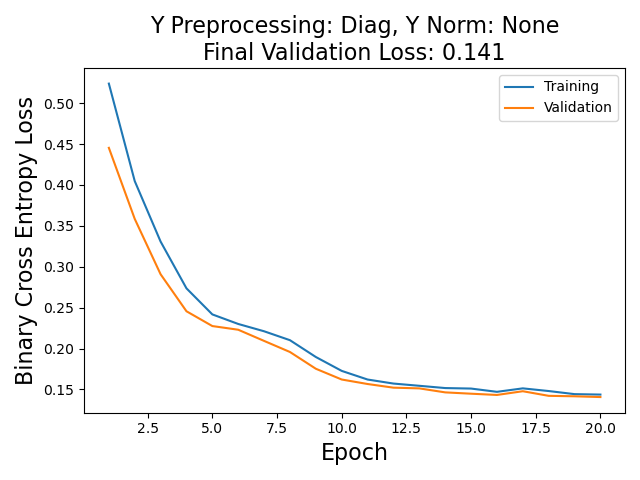 Y Preprocessing: Diag, Y Norm: None
Final Validation Loss: 0.141
Training
Validation
Binary Cross Entropy Loss
0.50
0.45
0.40
0.35
0.30
0.25
0.20
0.15
2.5 5.0 7.5 10.0 12.5 15.0 17.5 20.0
Epoch